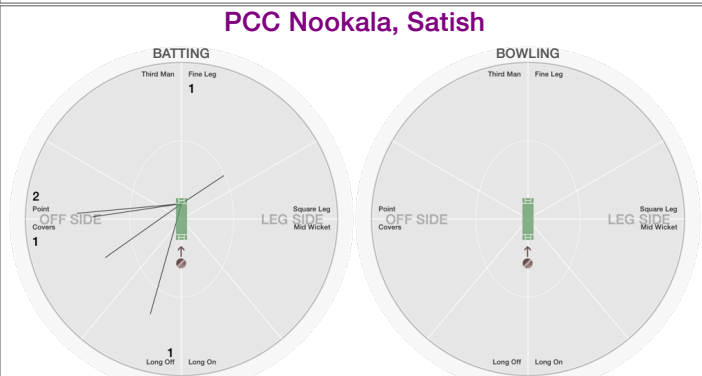 PCC Nookala, Satish
BATTING
Third Man Fine Leg
1
2
Point
OFF SIDE
Covers
1
Square Leg
LEG SIDE
Mid Wicket
1
Long Off Long On
BOWLING
Third Man Fine Leg
Point
OFF SIDE
Covers
Square Leg
LEG SIDE
Mid Wicket
Long Off Long On